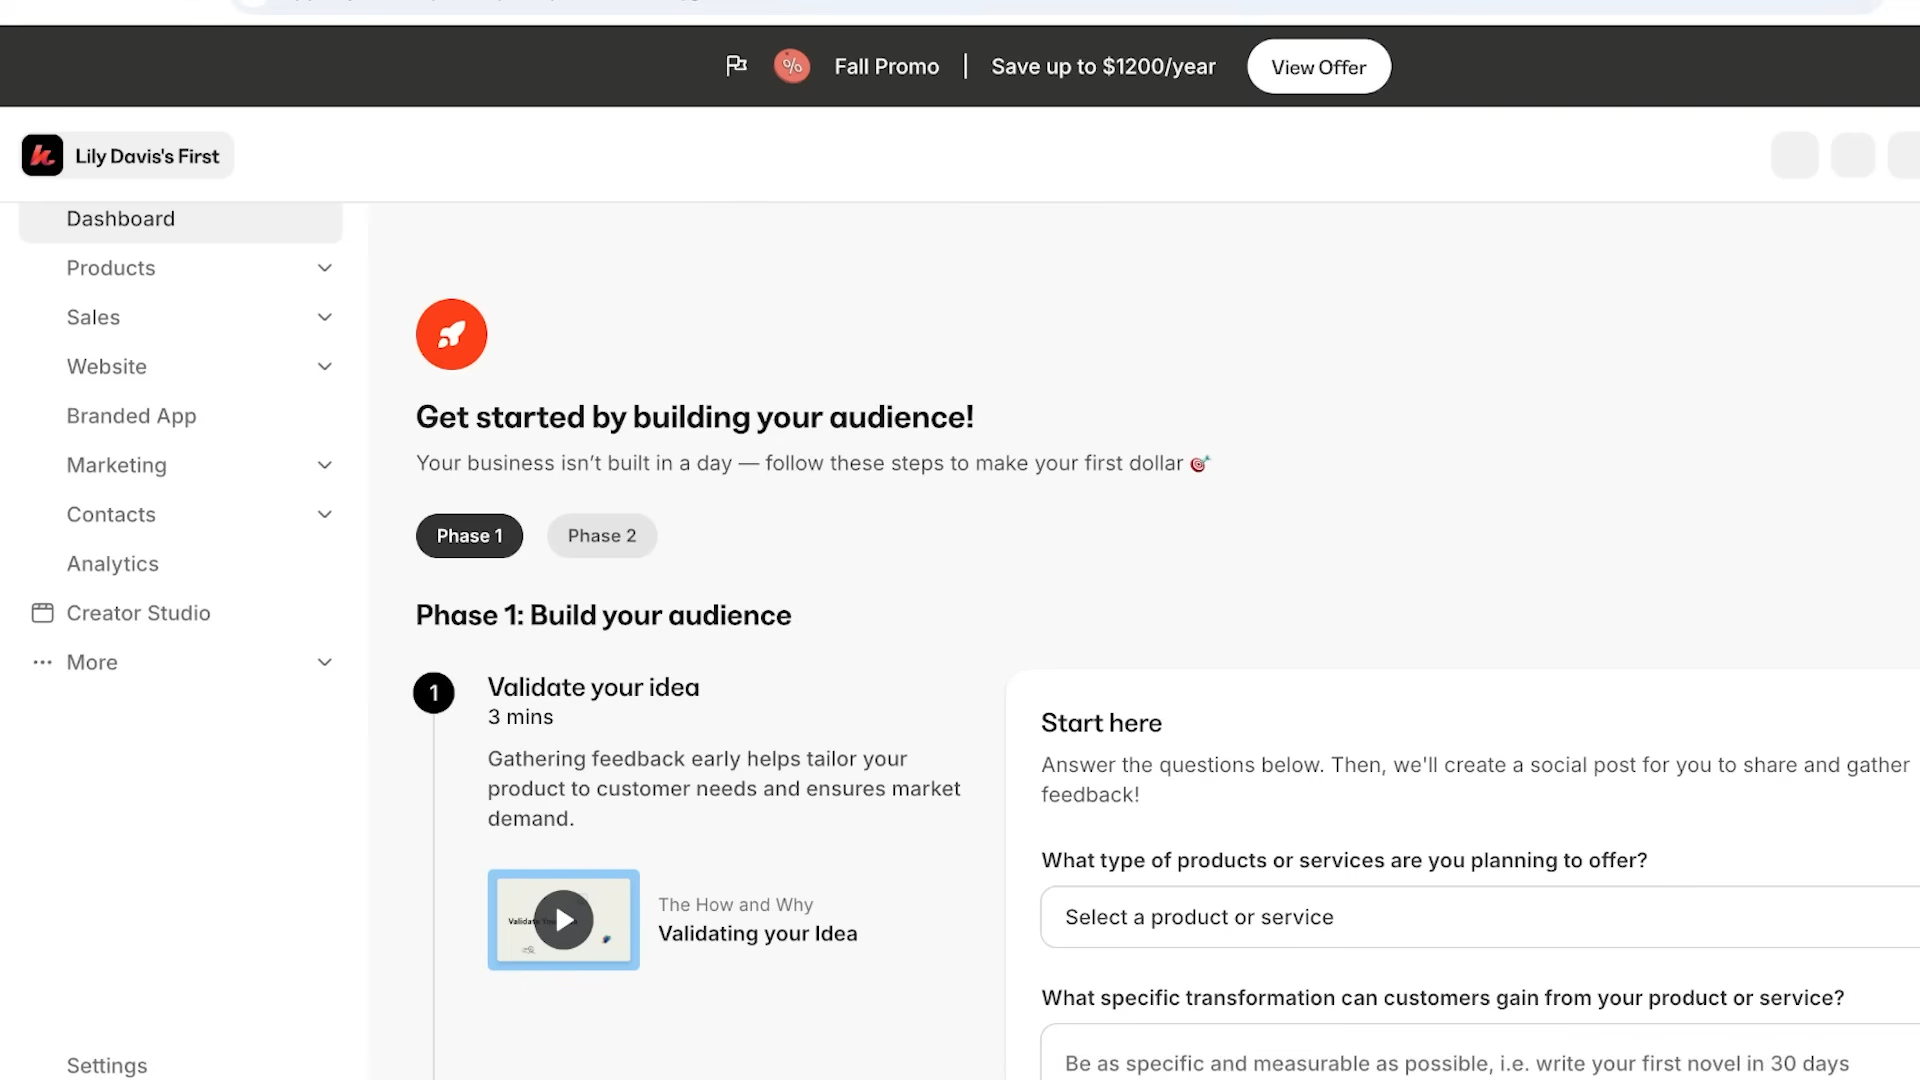 Fall Promo | Save up to $1200/year View Offer
Lily Davis's First
Dashboard
Products
Sales
Website
Branded App
Marketing
Contacts
Analytics
Creator Studio
More
Settings
Get started by building your audience!
Your business isn’t built in a day — follow these steps to make your first dollar 🎯
Phase 1 Phase 2
Phase 1: Build your audience
1
Validate your idea
3 mins
Gathering feedback early helps tailor your
product to customer needs and ensures market
demand.
The How and Why
Validating your Idea
Start here
Answer the questions below. Then, we'll create a social post for you to share and gather
feedback!
What type of products or services are you planning to offer?
Select a product or service
What specific transformation can customers gain from your product or service?
Be as specific and measurable as possible, i.e. write your first novel in 30 days